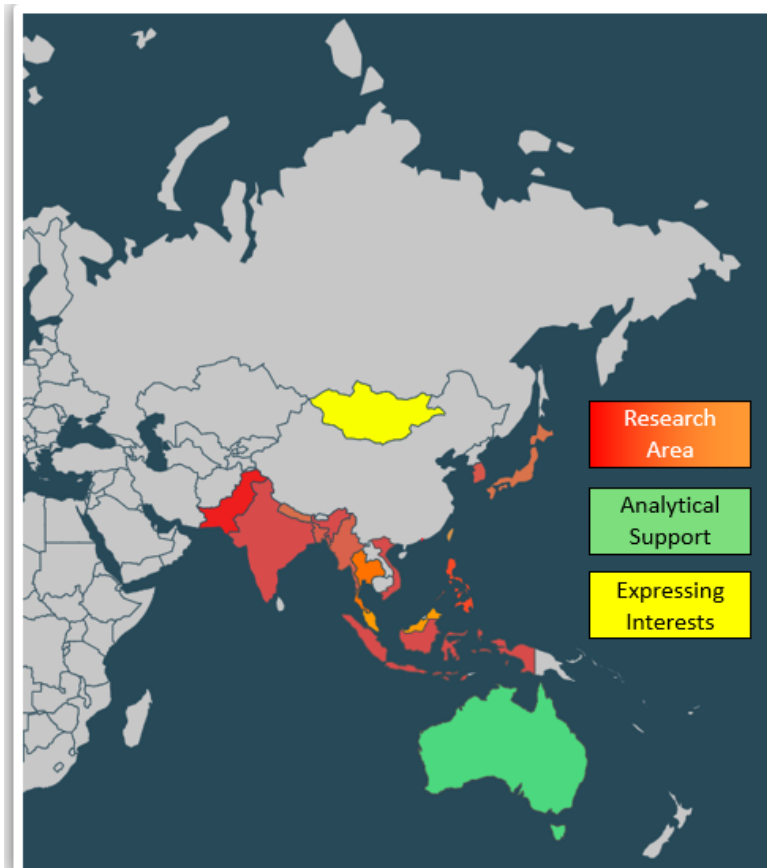 Research
Area
Analytical
Support
Expressing
Interests